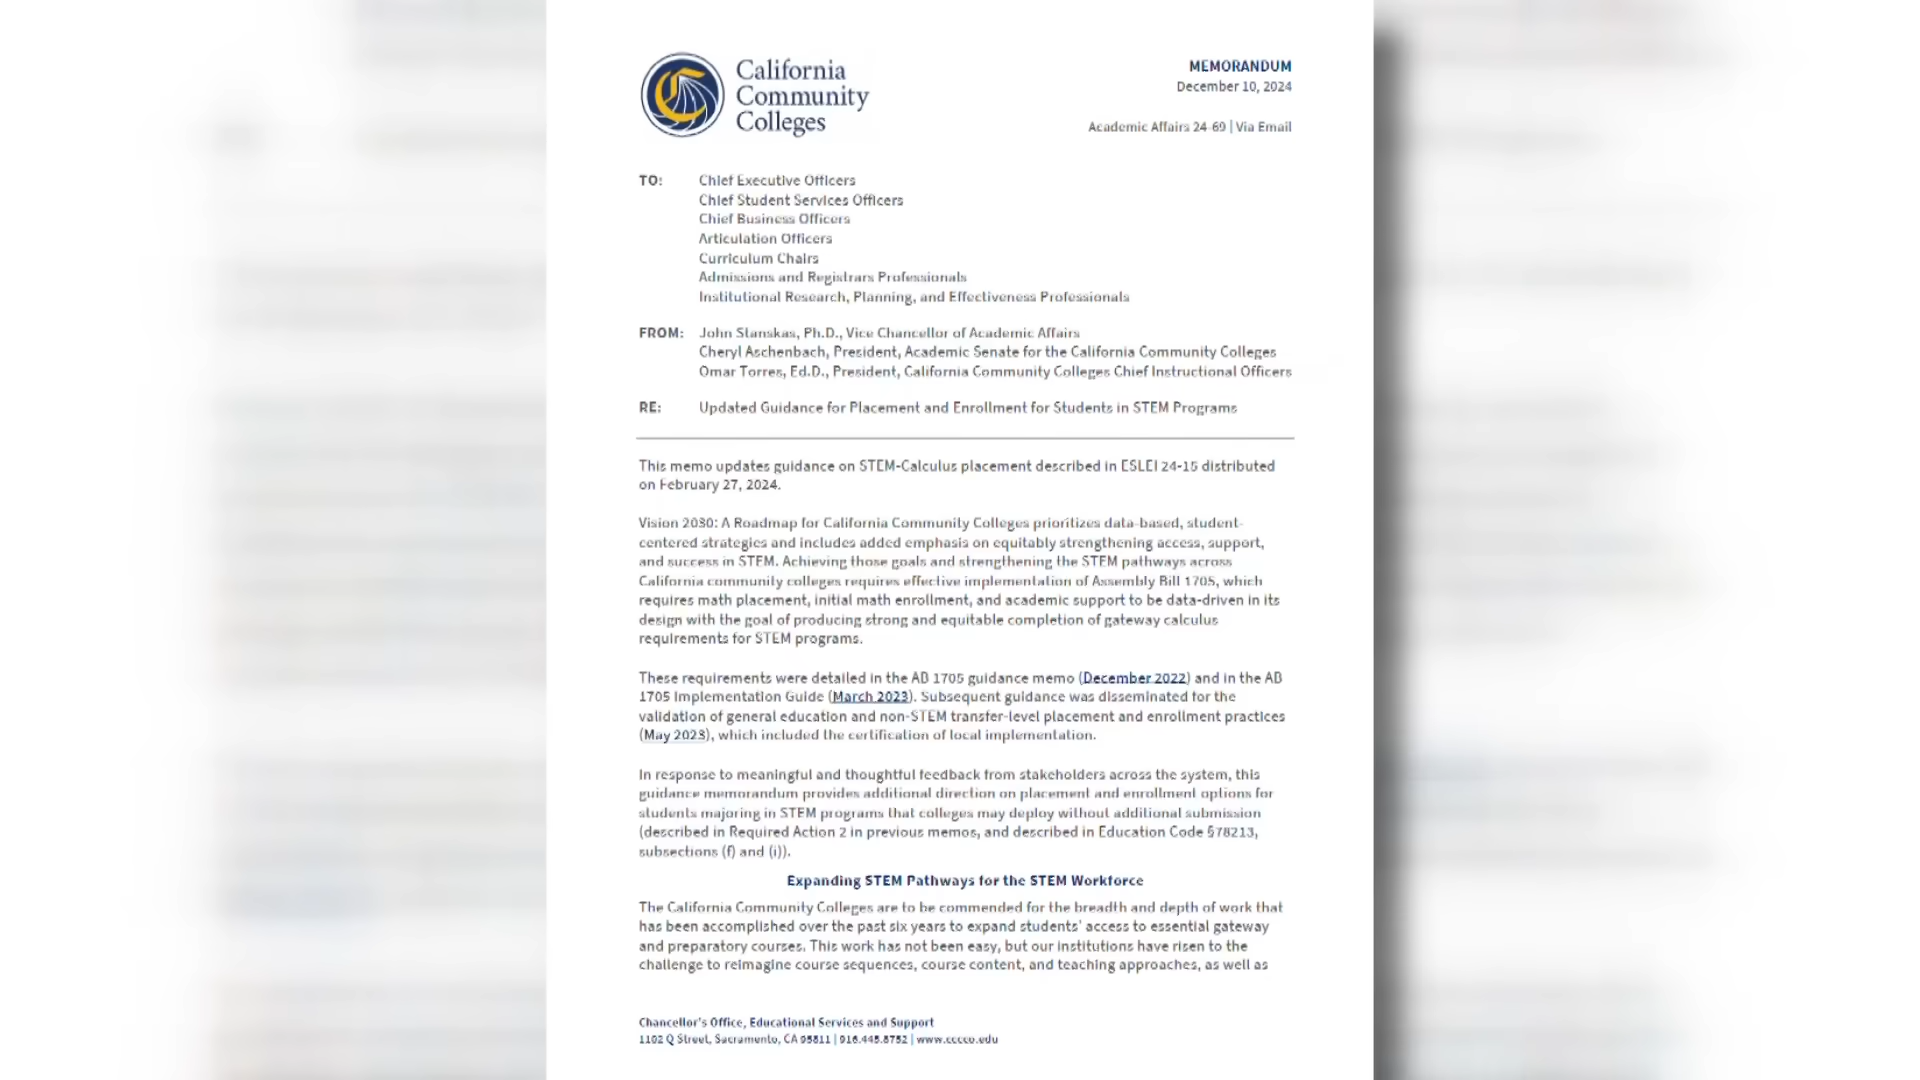 California
Community
Colleges
MEMORANDUM
December 10, 2024
Academic Affairs 24-69 | Via Email
TO: Chief Executive Officers
Chief Student Services Officers
Chief Business Officers
Articulation Officers
Curriculum Chairs
Admissions and Registrars Professionals
Institutional Research, Planning, and Effectiveness Professionals
FROM: John Stanskas, Ph.D., Vice Chancellor of Academic Affairs
Cheryl Aschenbach, President, Academic Senate for the California Community Colleges
Omar Torres, Ed.D., President, California Community Colleges Chief Instructional Officers
RE: Updated Guidance for Placement and Enrollment for Students in STEM Programs
This memo updates guidance on STEM-Calculus placement described in ESLEI 24-15 distributed
on February 27, 2024.
Vision 2030: A Roadmap for California Community Colleges prioritizes data-based, student-
centered strategies and includes added emphasis on equitably strengthening access, support,
and success in STEM. Achieving those goals and strengthening the STEM pathways across
California community colleges requires effective implementation of Assembly Bill 1705, which
requires math placement, initial math enrollment, and academic support to be data-driven in its
design with the goal of producing strong and equitable completion of gateway calculus
requirements for STEM programs.
These requirements were detailed in the AB 1705 guidance memo (December 2022) and in the AB
1705 Implementation Guide (March 2023). Subsequent guidance was disseminated for the
validation of general education and non-STEM transfer-level placement and enrollment practices
(May 2023), which included the certification of local implementation.
In response to meaningful and thoughtful feedback from stakeholders across the system, this
guidance memorandum provides additional direction on placement and enrollment options for
students majoring in STEM programs that colleges may deploy without additional submission
(described in Required Action 2 in previous memos, and described in Education Code §78213,
subsections (f) and (i)).
Expanding STEM Pathways for the STEM Workforce
The California Community Colleges are to be commended for the breadth and depth of work that
has been accomplished over the past six years to expand students' access to essential gateway
and preparatory courses. This work has not been easy, but our institutions have risen to the
challenge to reimagine course sequences, course content, and teaching approaches, as well as
Chancellor's Office, Educational Services and Support
1102 Q Street, Sacramento, CA 95811 | 916.445.8752 | www.cccco.edu